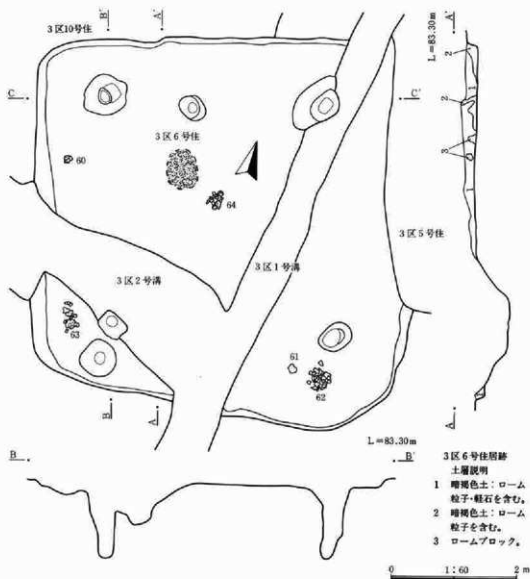 B'
A'
3区10号住
A'
L=83.30m
2
C
C'
1
2
3区6号住
3
60
64
3区5号住
3区2号溝
3区1号溝
63
61
62
B
A
A
L=83.30m
B
B'
3区6号住居跡
土層説明
1 暗褐色土：ローム
粒子・軽石を含む。
2 暗褐色土：ローム
粒子を含む。
3 ロームブロック。
0 1:60 2m